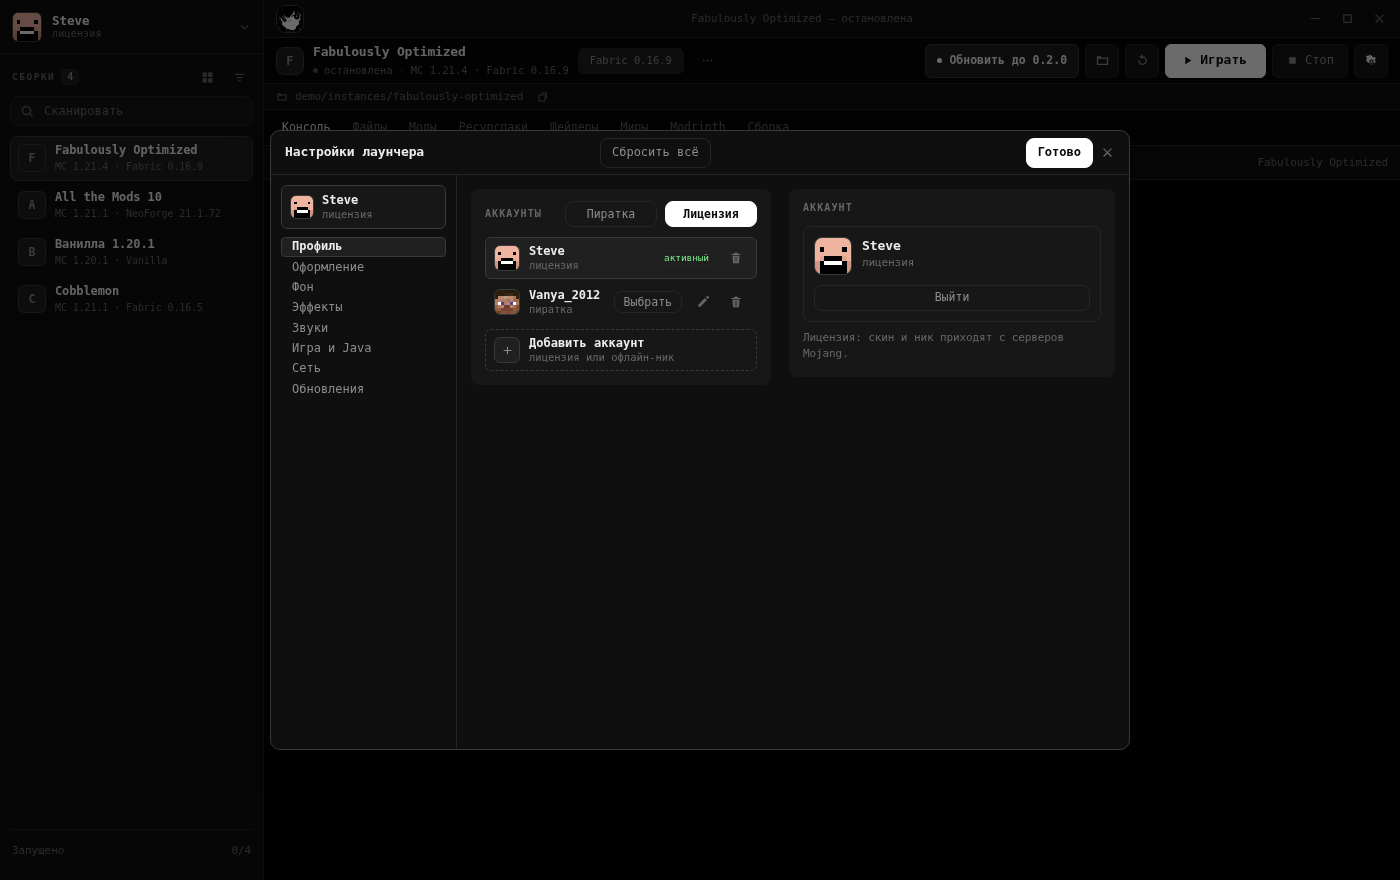 Steve
лицензия
Fabulously Optimized — остановлена
F
Fabulously Optimized
остановлена · MC 1.21.4 · Fabric 0.16.9
Fabric 0.16.9
Обновить до 0.2.0
Играть
Стоп
СБОРКИ 4
demo/instances/fabulously-optimized
Сканировать
Консоль Файлы Моды Ресурспаки Шейдеры Миры Modrinth Сборка
Fabulously Optimized
F
Fabulously Optimized
MC 1.21.4 · Fabric 0.16.9
A
All the Mods 10
MC 1.21.1 · NeoForge 21.1.72
B
Ванилла 1.20.1
MC 1.20.1 · Vanilla
C
Cobblemon
MC 1.21.1 · Fabric 0.16.5
Запущено 0/4
Настройки лаунчера
Сбросить всё
Готово
Steve
лицензия
Профиль
Оформление
Фон
Эффекты
Звуки
Игра и Java
Сеть
Обновления
АККАУНТЫ
Пиратка
Лицензия
Steve
лицензия
активный
Vanya_2012
пиратка
Выбрать
Добавить аккаунт
лицензия или офлайн-ник
АККАУНТ
Steve
лицензия
Выйти
Лицензия: скин и ник приходят с серверов
Mojang.